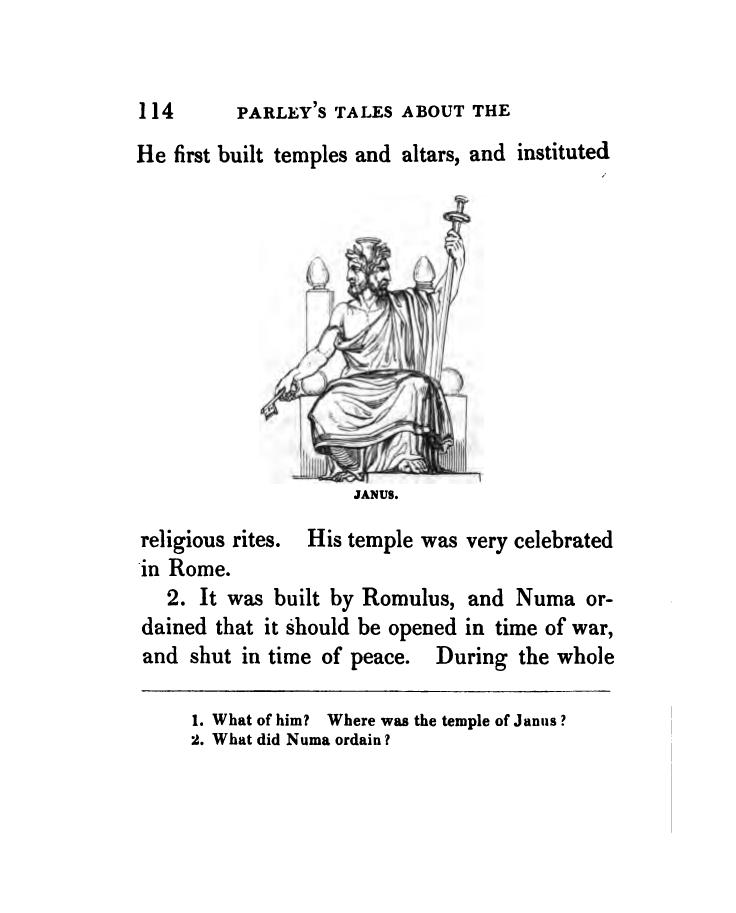 114 PARLEY'S TALES ABOUT THE
He first built temples and altars, and instituted
JANUS.
religious rites. His temple was very celebrated
in Rome.
2. It was built by Romulus, and Numa or-
dained that it should be opened in time of war,
and shut in time of peace. During the whole
1. What of him? Where was the temple of Janus?
2. What did Numa ordain?